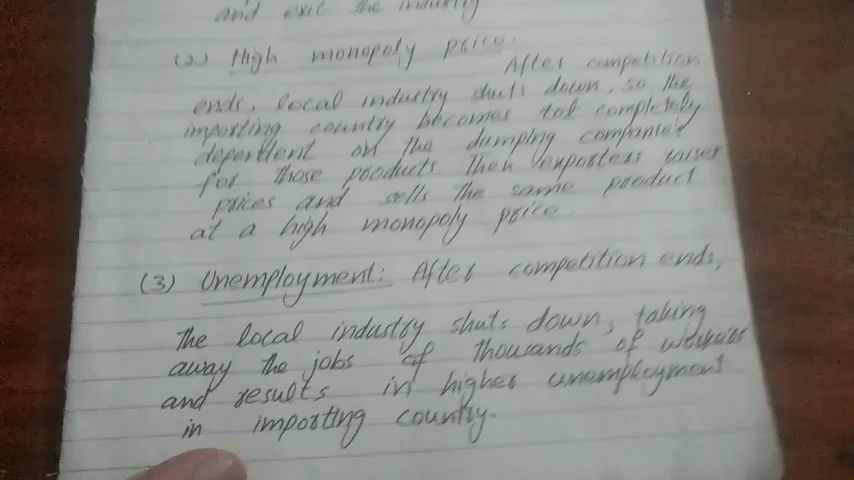 and exit the industry
(2) High monopoly price.
After competition
ends, local industry shuts down, so the
importing country becomes tol completely
dependent on the dumping companies
for those products. Then exporters raises
prices and sells the same product
at a high monopoly price.
(3) Unemployment: After competition ends,
the local industry shuts down, taking
away the jobs of thousands of workers
and results in higher unemployment
in importing country.